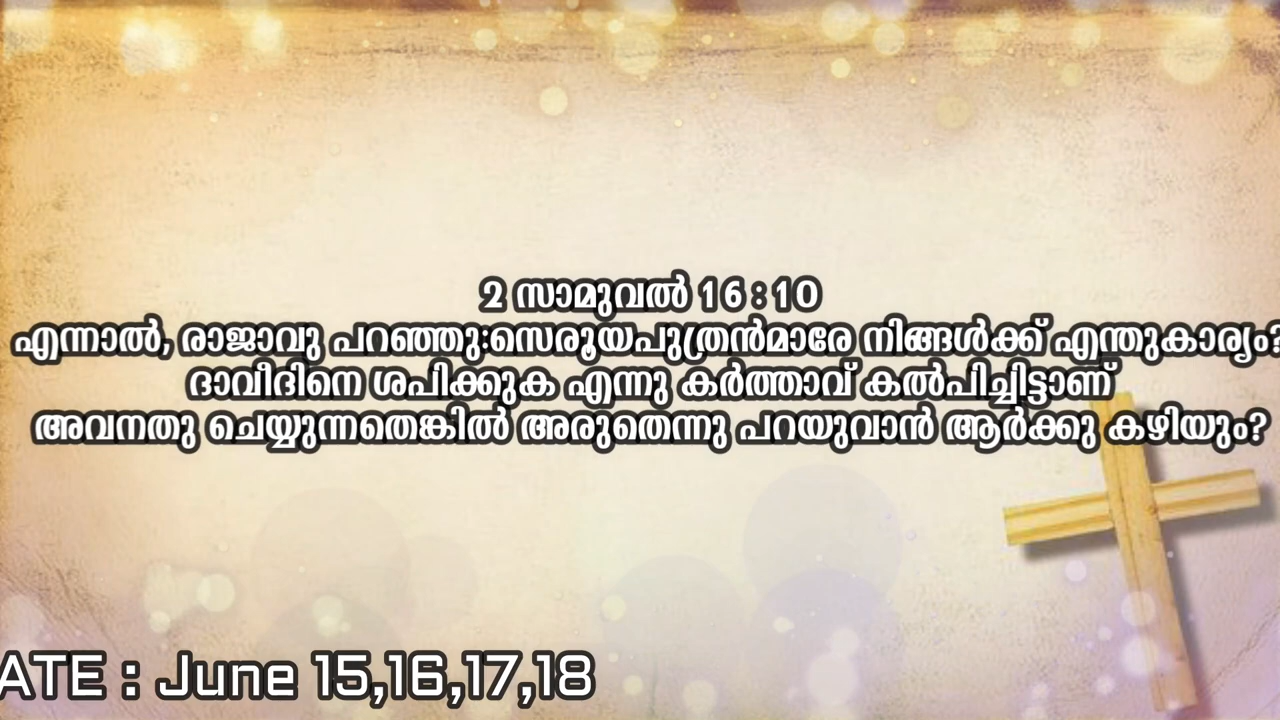 2 സാമുവൽ 16 : 10
എന്നാൽ, രാജാവു പറഞ്ഞു:സെരൂയപുത്രൻമാരേ നിങ്ങൾക്ക് എന്തുകാര്യം?
ദാവീദിനെ ശപിക്കുക എന്നു കർത്താവ് കൽപിച്ചിട്ടാണ്
അവനതു ചെയ്യുന്നതെങ്കിൽ അരുതെന്നു പറയുവാൻ ആർക്കു കഴിയും?
ATE : June 15,16,17,18